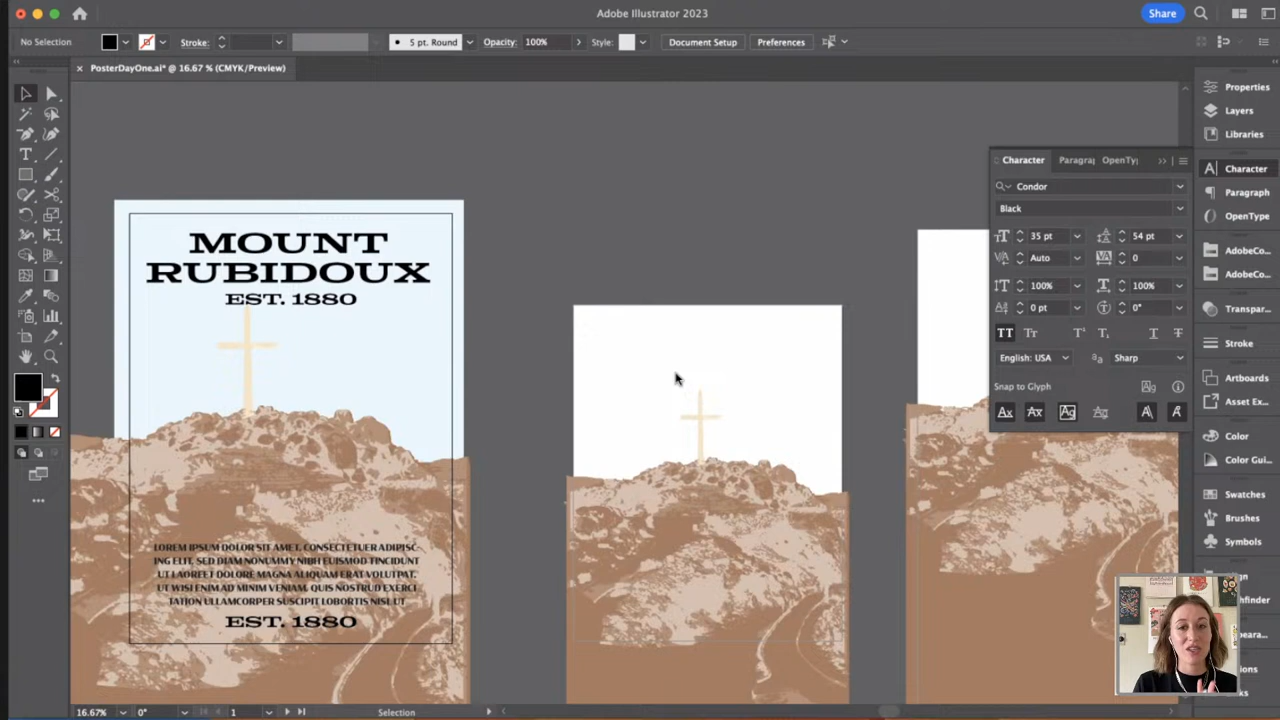 Adobe Illustrator 2023
Share
No Selection
Stroke:
5 pt. Round
Opacity:
100%
Style:
Document Setup
Preferences
× PosterDayOne.ai* @ 16.67 % (CMYK/Preview)
Properties
Layers
Libraries
Character
Paragraph
OpenType
AdobeCo...
AdobeCo...
Transpar...
Stroke
Artboards
Asset Ex...
Color
Color Gui...
Swatches
Brushes
Symbols
Character
Paragra
OpenTyp
Condor
Black
35 pt
54 pt
Auto
0
100%
100%
0 pt
0°
English: USA
Sharp
Snap to Glyph
MOUNT
RUBIDOUX
EST. 1880
LOREM IPSUM DOLOR SIT AMET, CONSECTETUER ADIPISC-
ING ELIT, SED DIAM NONUMMY NIBH EUISMOD TINCIDUNT
UT LAOREET DOLORE MAGNA ALIQUAM ERAT VOLUTPAT.
UT WISI ENIM AD MINIM VENIAM, QUIS NOSTRUD EXERCI
TATION ULLAMCORPER SUSCIPIT LOBORTIS NISL UT
EST. 1880
16.67%
0°
1
Selection